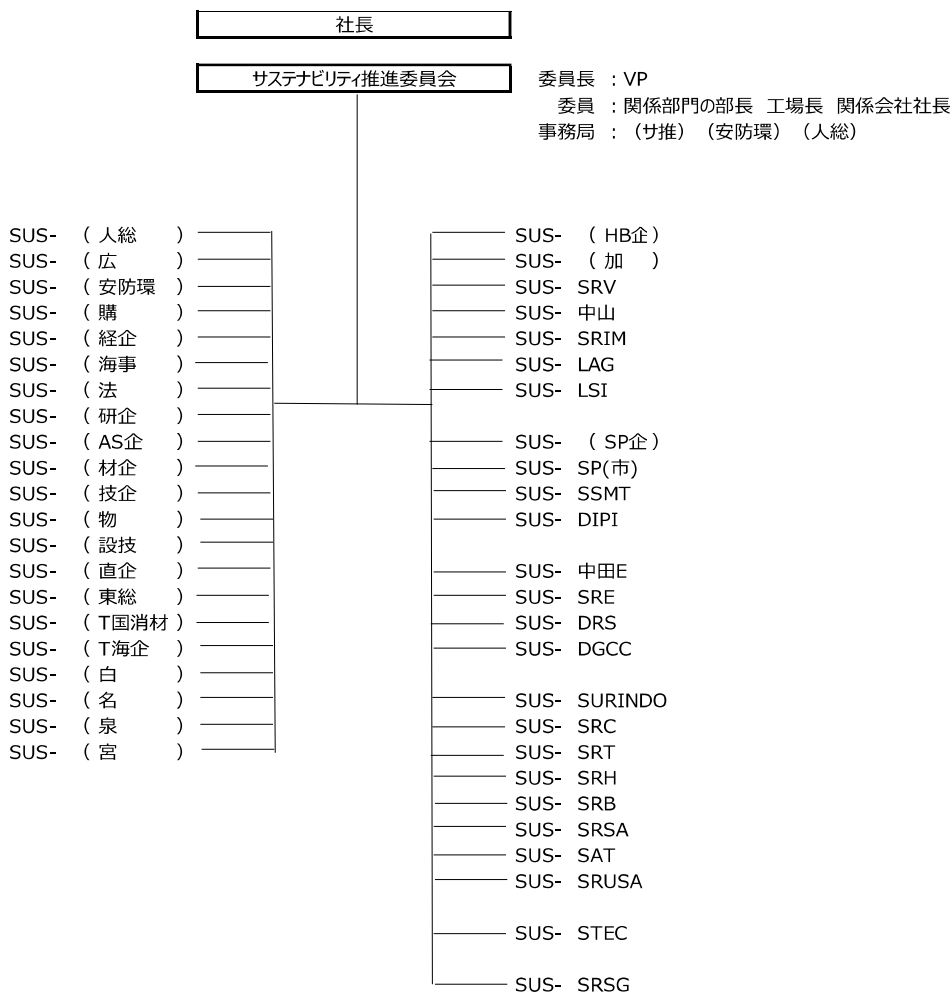 社長
サステナビリティ推進委員会
委員長 ：VP
委員 ：関係部門の部長 工場長 関係会社社長
事務局 ：（サ推）（安防環）（人総）
SUS- （ 人総 ）
SUS- （ 広 ）
SUS- （ 安防環 ）
SUS- （ 購 ）
SUS- （ 経企 ）
SUS- （ 海事 ）
SUS- （ 法 ）
SUS- （ 研企 ）
SUS- （ AS企 ）
SUS- （ 材企 ）
SUS- （ 技企 ）
SUS- （ 物 ）
SUS- （ 設技 ）
SUS- （ 直企 ）
SUS- （ 東総 ）
SUS- （ T国消材 ）
SUS- （ T海企 ）
SUS- （ 白 ）
SUS- （ 名 ）
SUS- （ 泉 ）
SUS- （ 宮 ）
SUS- （ HB企）
SUS- （ 加 ）
SUS- SRV
SUS- 中山
SUS- SRIM
SUS- LAG
SUS- LSI
SUS- （ SP企）
SUS- SP(市)
SUS- SSMT
SUS- DIPI
SUS- 中田E
SUS- SRE
SUS- DRS
SUS- DGCC
SUS- SURINDO
SUS- SRC
SUS- SRT
SUS- SRH
SUS- SRB
SUS- SRSA
SUS- SAT
SUS- SRUSA
SUS- STEC
SUS- SRSG